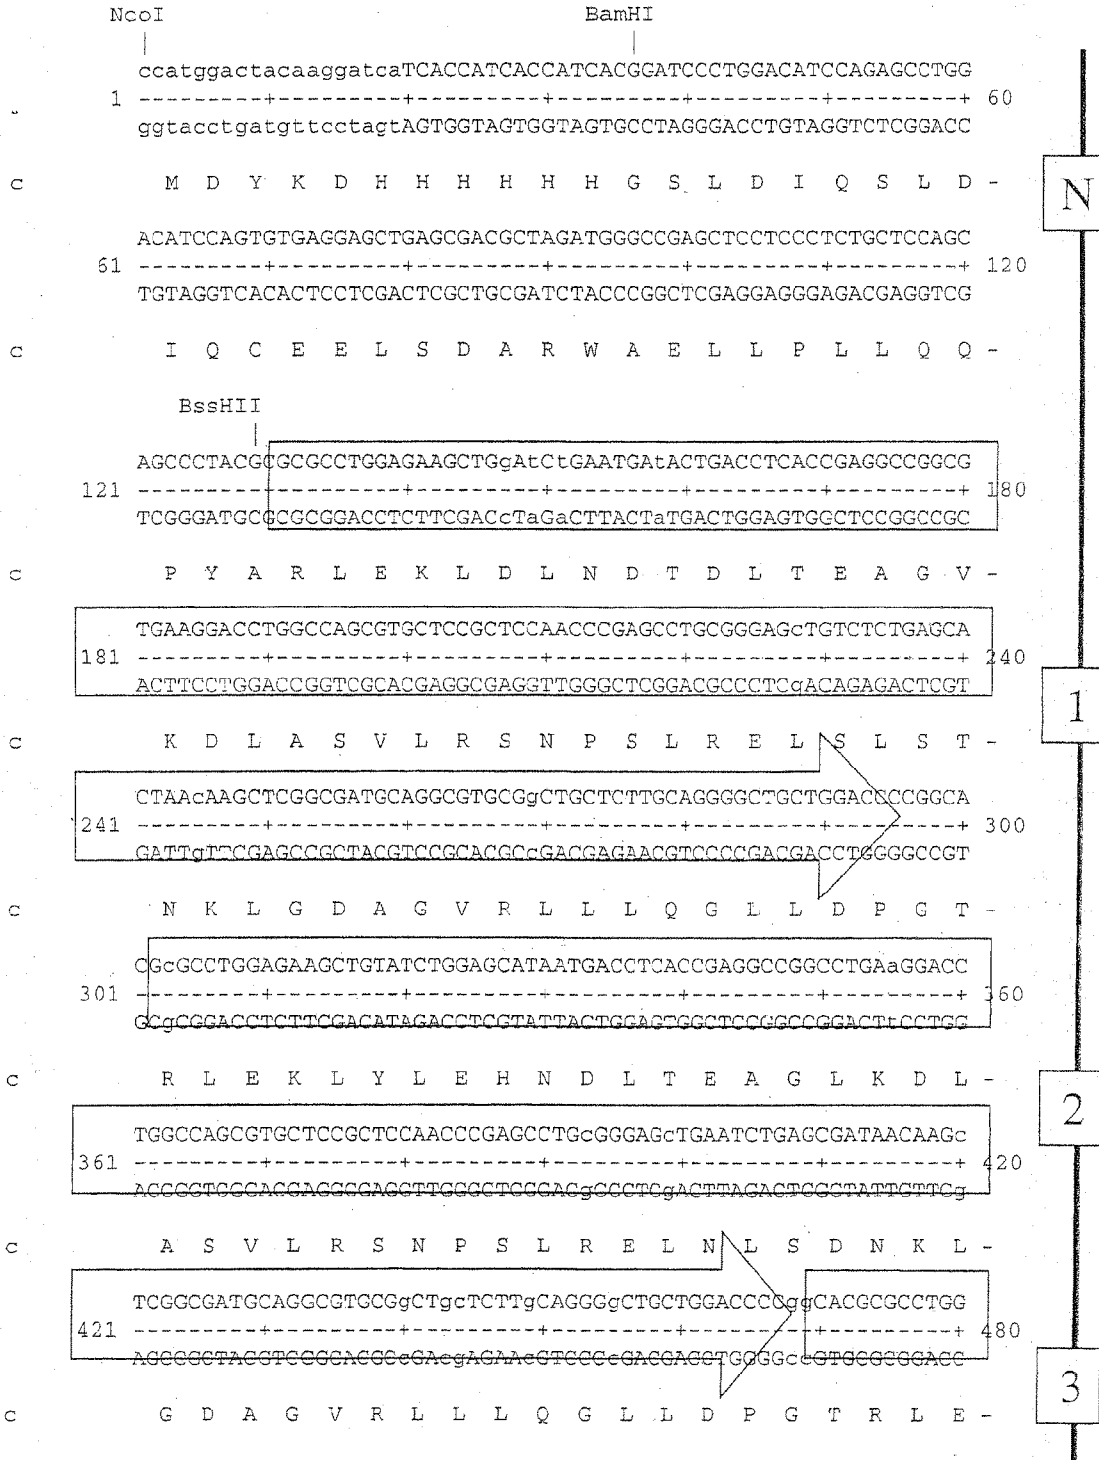 NcoI BamHI
ccatggactacaaggatcaTCACCATCACCATCACGGATCCCTGGACATCCAGAGCCTGG
1 ---------+---------+---------+---------+---------+---------+ 60
ggtacctgatgttcctagtAGTGGTAGTGGTAGTGCCTAGGGACCTGTAGGTCTCGGACC
c M D Y K D H H H H H H G S L D I Q S L D -
N
ACATCCAGTGTGAGGAGCTGAGCGACGCTAGATGGGCCGAGCTCCTCCCTCTGCTCCAGC
61 ---------+---------+---------+---------+---------+---------+ 120
TGTAGGTCACACTCCTCGACTCGCTGCGATCTACCCGGCTCGAGGAGGGAGACGAGGTCG
c I Q C E E L S D A R W A E L L P L L Q Q -
BssHII
AGCCCTACGCGCGCCTGGAGAAGCTGgAtCtGAATGAtACTGACCTCACCGAGGCCGGCG
121 ---------+---------+---------+---------+---------+---------+ 180
TCGGGATGCGCGCGGACCTCTTCGACCTaGaCTTACTaTGACTGGAGTGGCTCCGGCCGC
c P Y A R L E K L D L N D T D L T E A G V -
TGAAGGACCTGGCCAGCGTGCTCCGCTCCAACCCGAGCCTGCGGGAGcTGTCTCTGAGCA
181 ---------+---------+---------+---------+---------+---------+ 240
ACTTCCTGGACCGGTCGCACGAGGCGAGGTTGGGCTCGGACGCCCTCgACAGAGACTCGT
1
c K D L A S V L R S N P S L R E L S L S T -
CTAAcAAGCTCGGCGATGCAGGCGTGCGgCTGCTCTTGCAGGGGCTGCTGGACCCCGGCA
241 ---------+---------+---------+---------+---------+---------+ 300
GATTgTTCGAGCCGCTACGTCCGCACGCcGACGAGAACGTCCCCGACGACCTGGGGCCGT
c N K L G D A G V R L L L Q G L L D P G T -
CGcGCCTGGAGAAGCTGTATCTGGAGCATAATGACCTCACCGAGGCCGGCCTGAaGGACC
301 ---------+---------+---------+---------+---------+---------+ 360
GCgCGGACCTCTTCGACATAGACCTCGTATTACTGGAGTGGCTCCGGCCGGACTtCCTGG
c R L E K L Y L E H N D L T E A G L K D L -
2
TGGCCAGCGTGCTCCGCTCCAACCCGAGCCTGcGGGAGcTGAATCTGAGCGATAACAAGc
361 ---------+---------+---------+---------+---------+---------+ 420
ACCGGTCGCACGAGGCGAGGTTGGGCTCGGACgCCCTCgACTTAGACTCGCTATTGTTCg
c A S V L R S N P S L R E L N L S D N K L -
TCGGCGATGCAGGCGTGCGgCTgcTCTTgCAGGGgCTGCTGGACCCCggCACGCGCCTGG
421 ---------+---------+---------+---------+---------+---------+ 480
AGCCGCTACGTCCGCACGCcGAcgAGAAcGTCCCcGACGACCTGGGGccGTGCGCGGACC
3
c G D A G V R L L L Q G L L D P G T R L E -